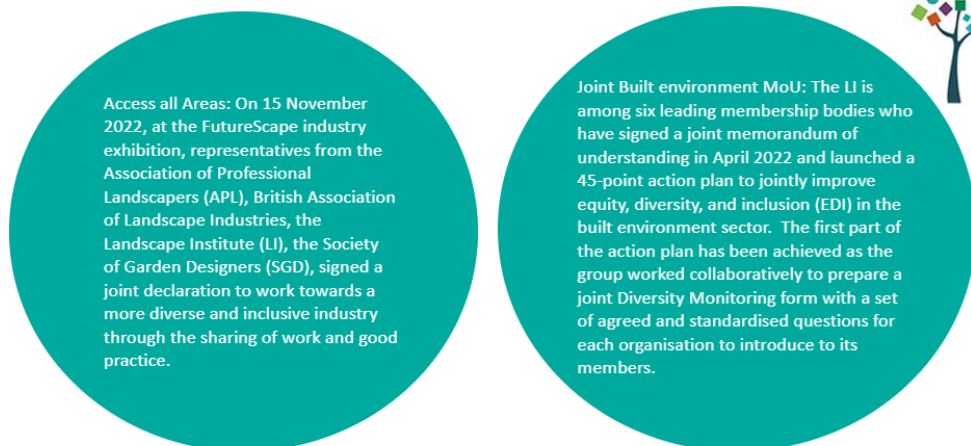 Access all Areas: On 15 November
2022, at the FutureScape industry
exhibition, representatives from the
Association of Professional
Landscapers (APL), British Association
of Landscape Industries, the
Landscape Institute (LI), the Society
of Garden Designers (SGD), signed a
joint declaration to work towards a
more diverse and inclusive industry
through the sharing of work and good
practice.
Joint Built environment MoU: The LI is
among six leading membership bodies who
have signed a joint memorandum of
understanding in April 2022 and launched a
45-point action plan to jointly improve
equity, diversity, and inclusion (EDI) in the
built environment sector.  The first part of
the action plan has been achieved as the
group worked collaboratively to prepare a
joint Diversity Monitoring form with a set
of agreed and standardised questions for
each organisation to introduce to its
members.